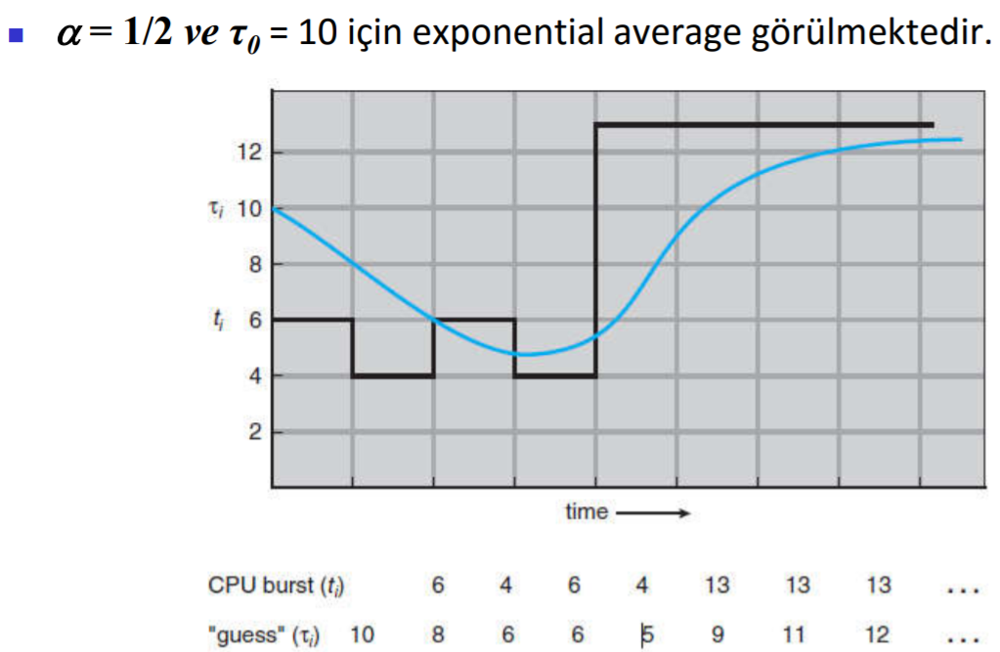 α = 1/2 ve τ0 = 10 için exponential average görülmektedir.
12
τi 10
8
ti 6
4
2
time
CPU burst (ti) 6 4 6 4 13 13 13 ...
"guess" (τi) 10 8 6 6 5 9 11 12 ...